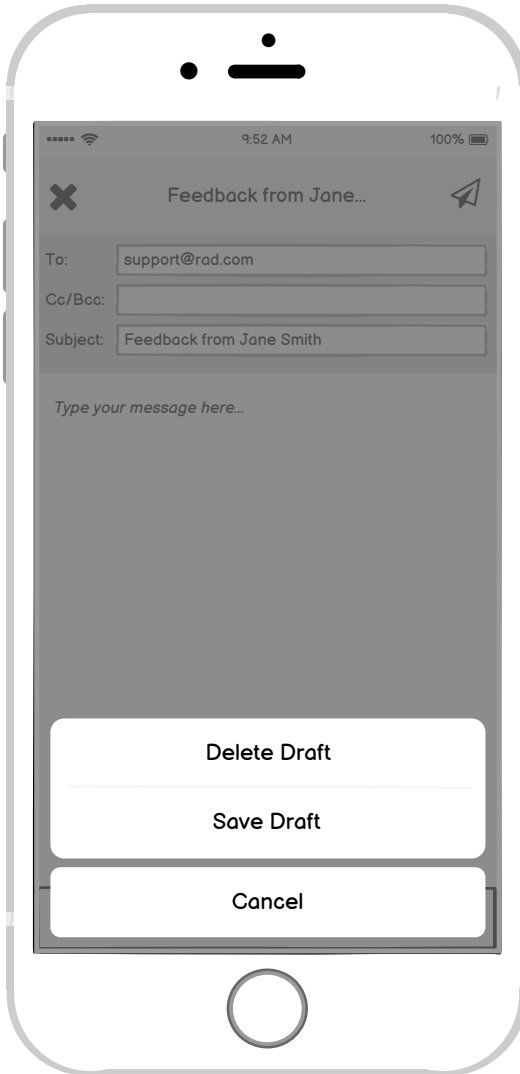 9:52 AM 100%
Feedback from Jane...
To: support@rad.com
Cc/Bcc:
Subject: Feedback from Jane Smith
Type your message here...
Delete Draft
Save Draft
Cancel